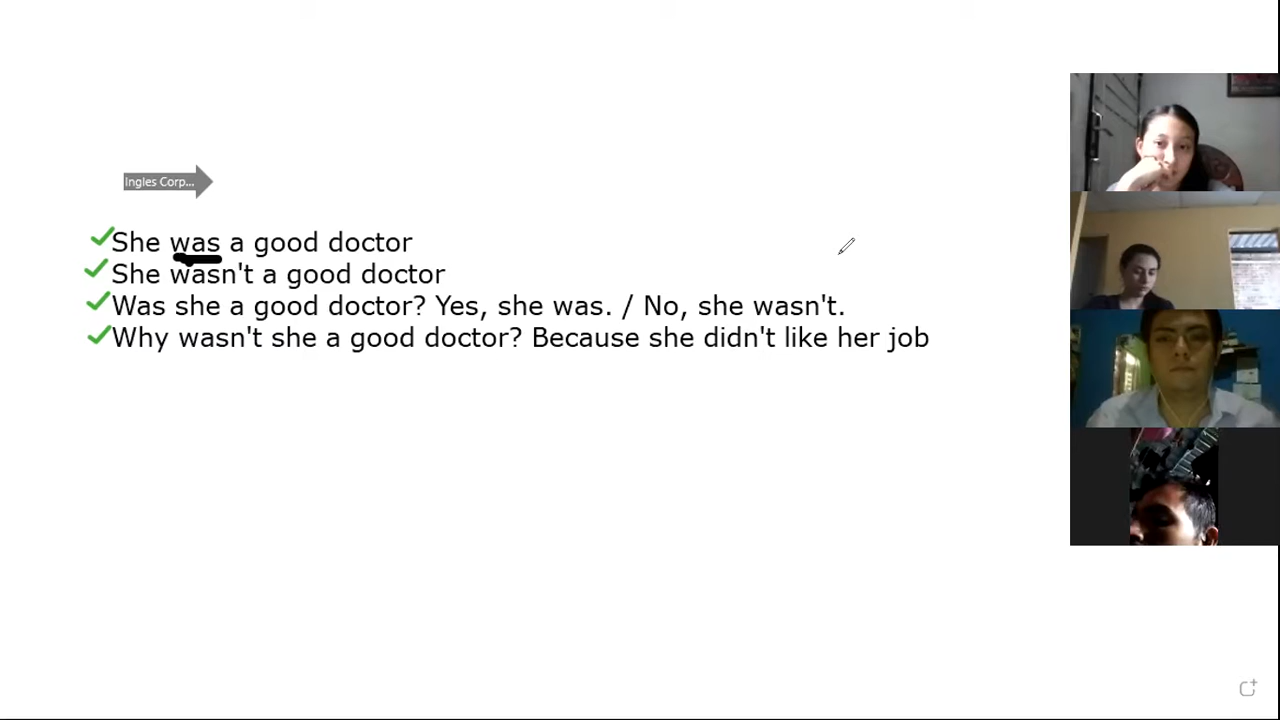 Ingles Corp...
She was a good doctor
She wasn't a good doctor
Was she a good doctor? Yes, she was. / No, she wasn't.
Why wasn't she a good doctor? Because she didn't like her job